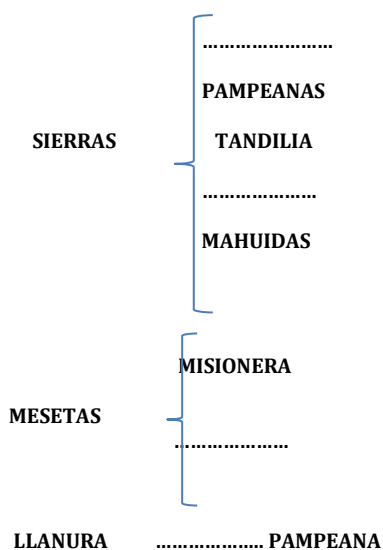 ……………………
PAMPEANAS
SIERRAS TANDILIA
…………………
MAHUIDAS
MISIONERA
MESETAS
…………………
LLANURA ……………….. PAMPEANA